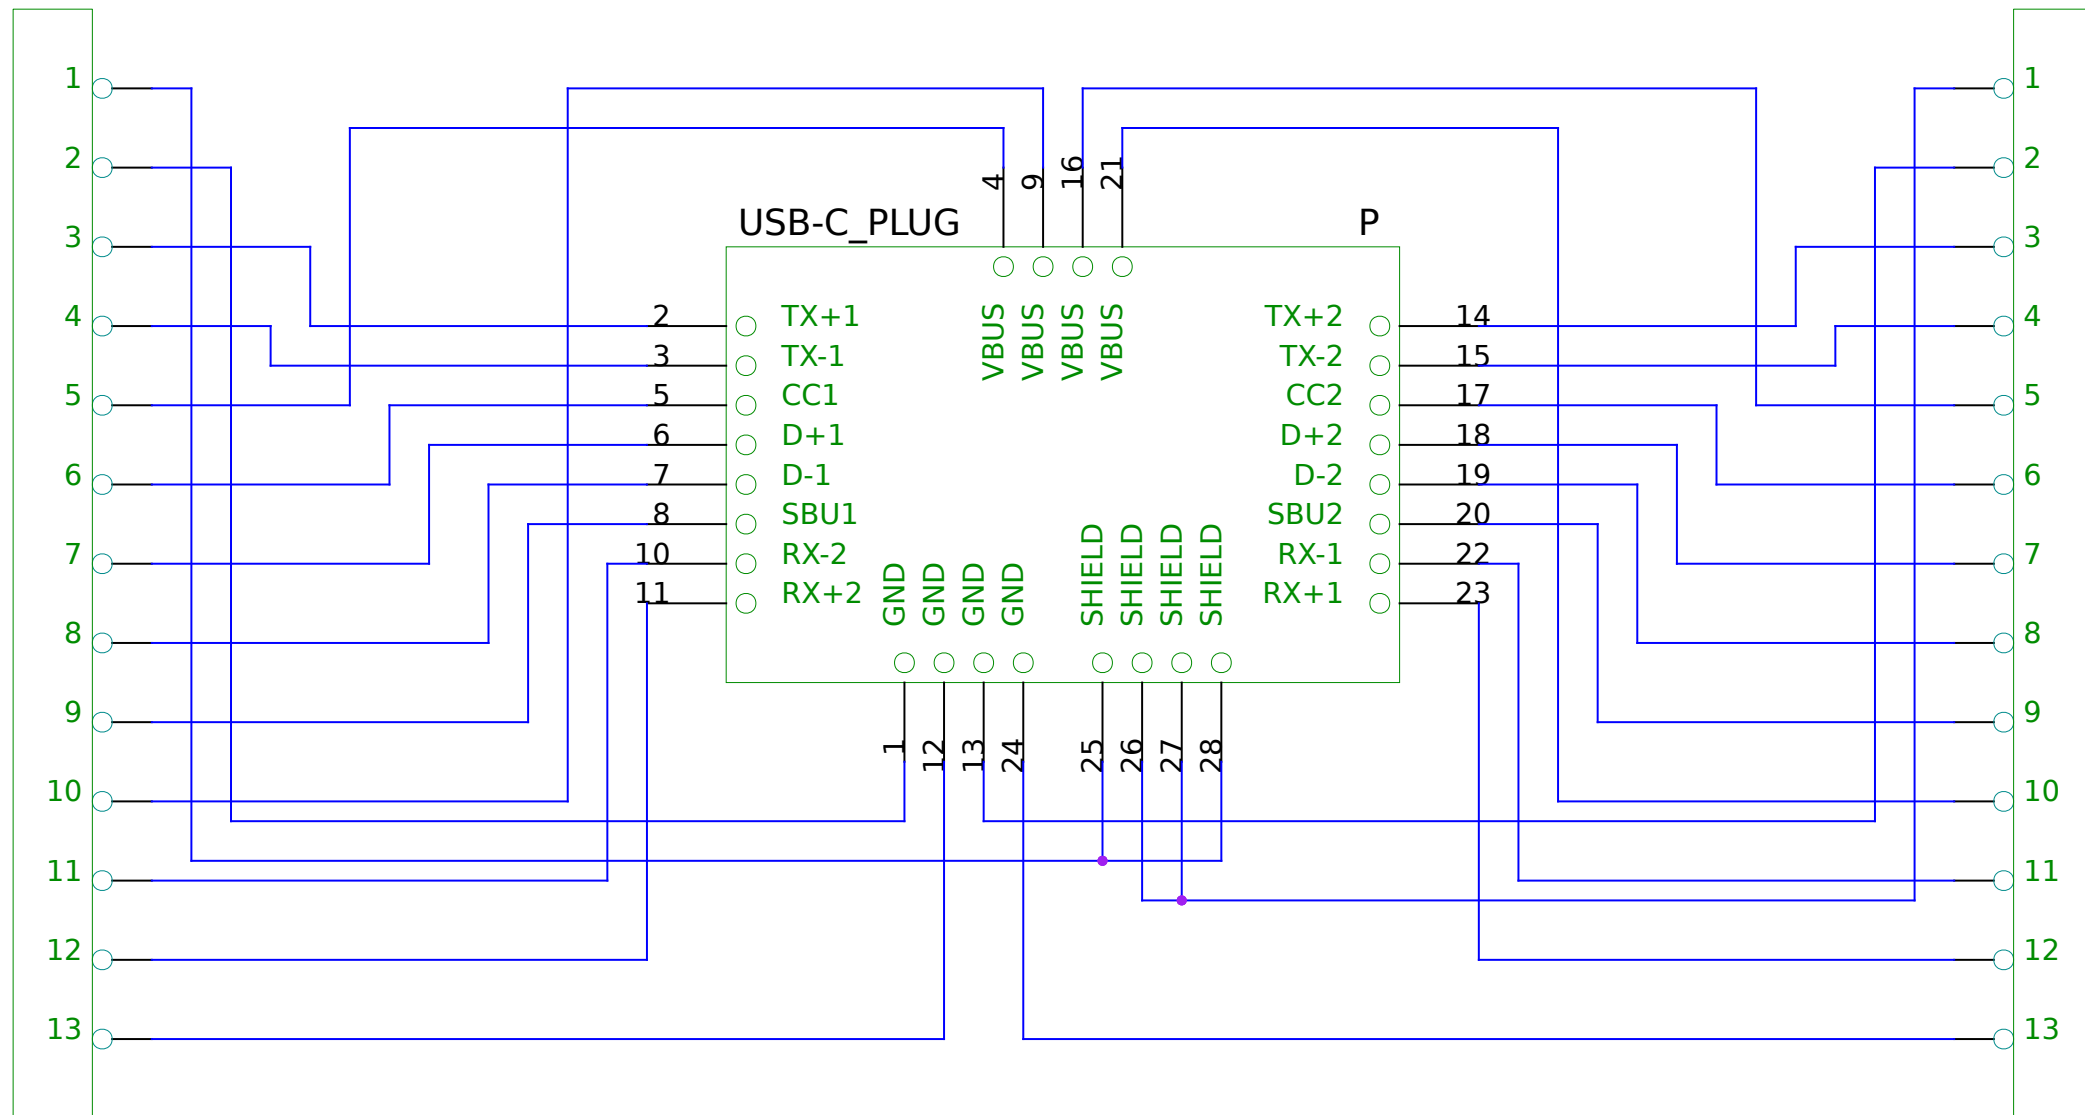 1
2
3
4
5
6
7
8
9
10
11
12
13
USB-C_PLUG
P
4
9
16
21
VBUS
VBUS
VBUS
VBUS
2 TX+1
3 TX-1
5 CC1
6 D+1
7 D-1
8 SBU1
10 RX-2
11 RX+2
TX+2 14
TX-2 15
CC2 17
D+2 18
D-2 19
SBU2 20
RX-1 22
RX+1 23
GND
GND
GND
GND
SHIELD
SHIELD
SHIELD
SHIELD
1
12
13
24
25
26
27
28
1
2
3
4
5
6
7
8
9
10
11
12
13